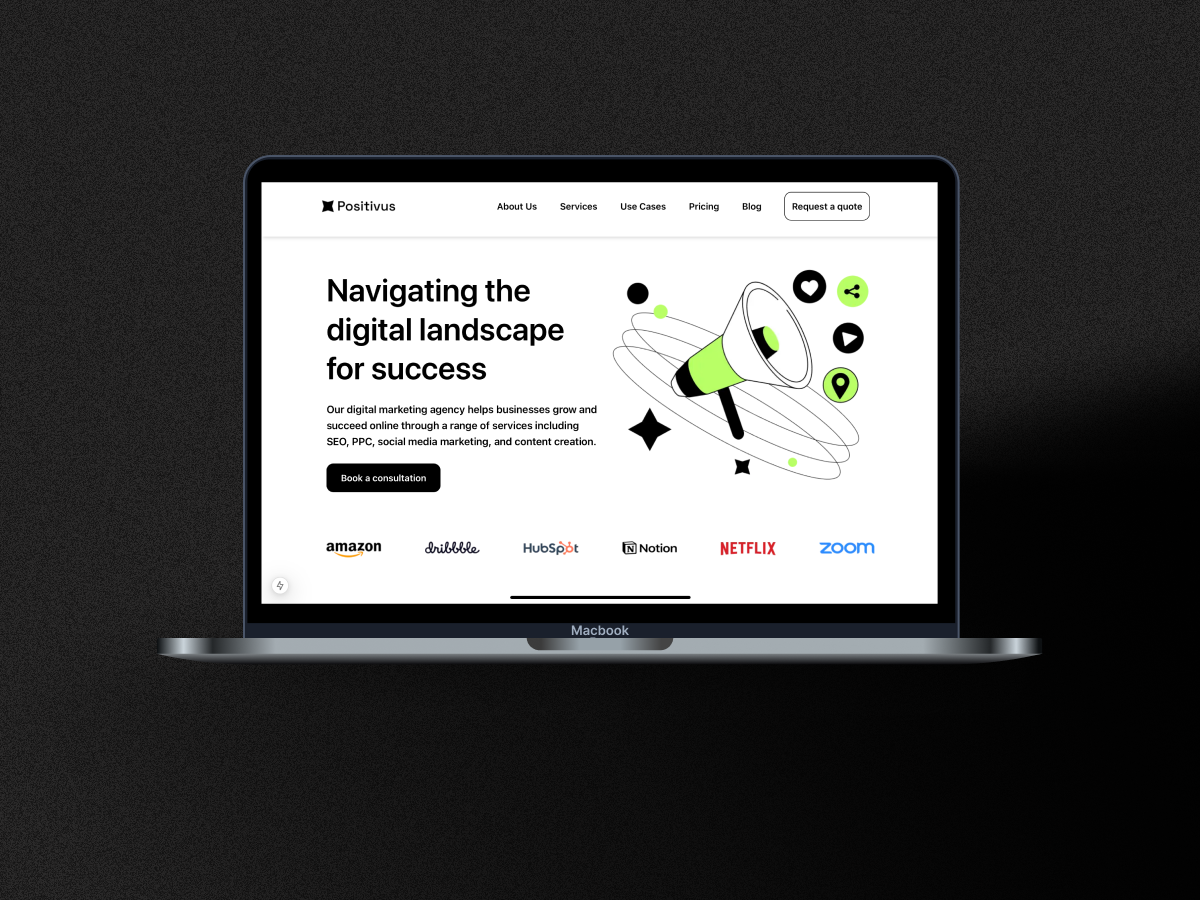 Positivus
About Us Services Use Cases Pricing Blog Request a quote
Navigating the
digital landscape
for success
Our digital marketing agency helps businesses grow and
succeed online through a range of services including
SEO, PPC, social media marketing, and content creation.
Book a consultation
amazon dribbble HubSpot Notion NETFLIX zoom
Macbook